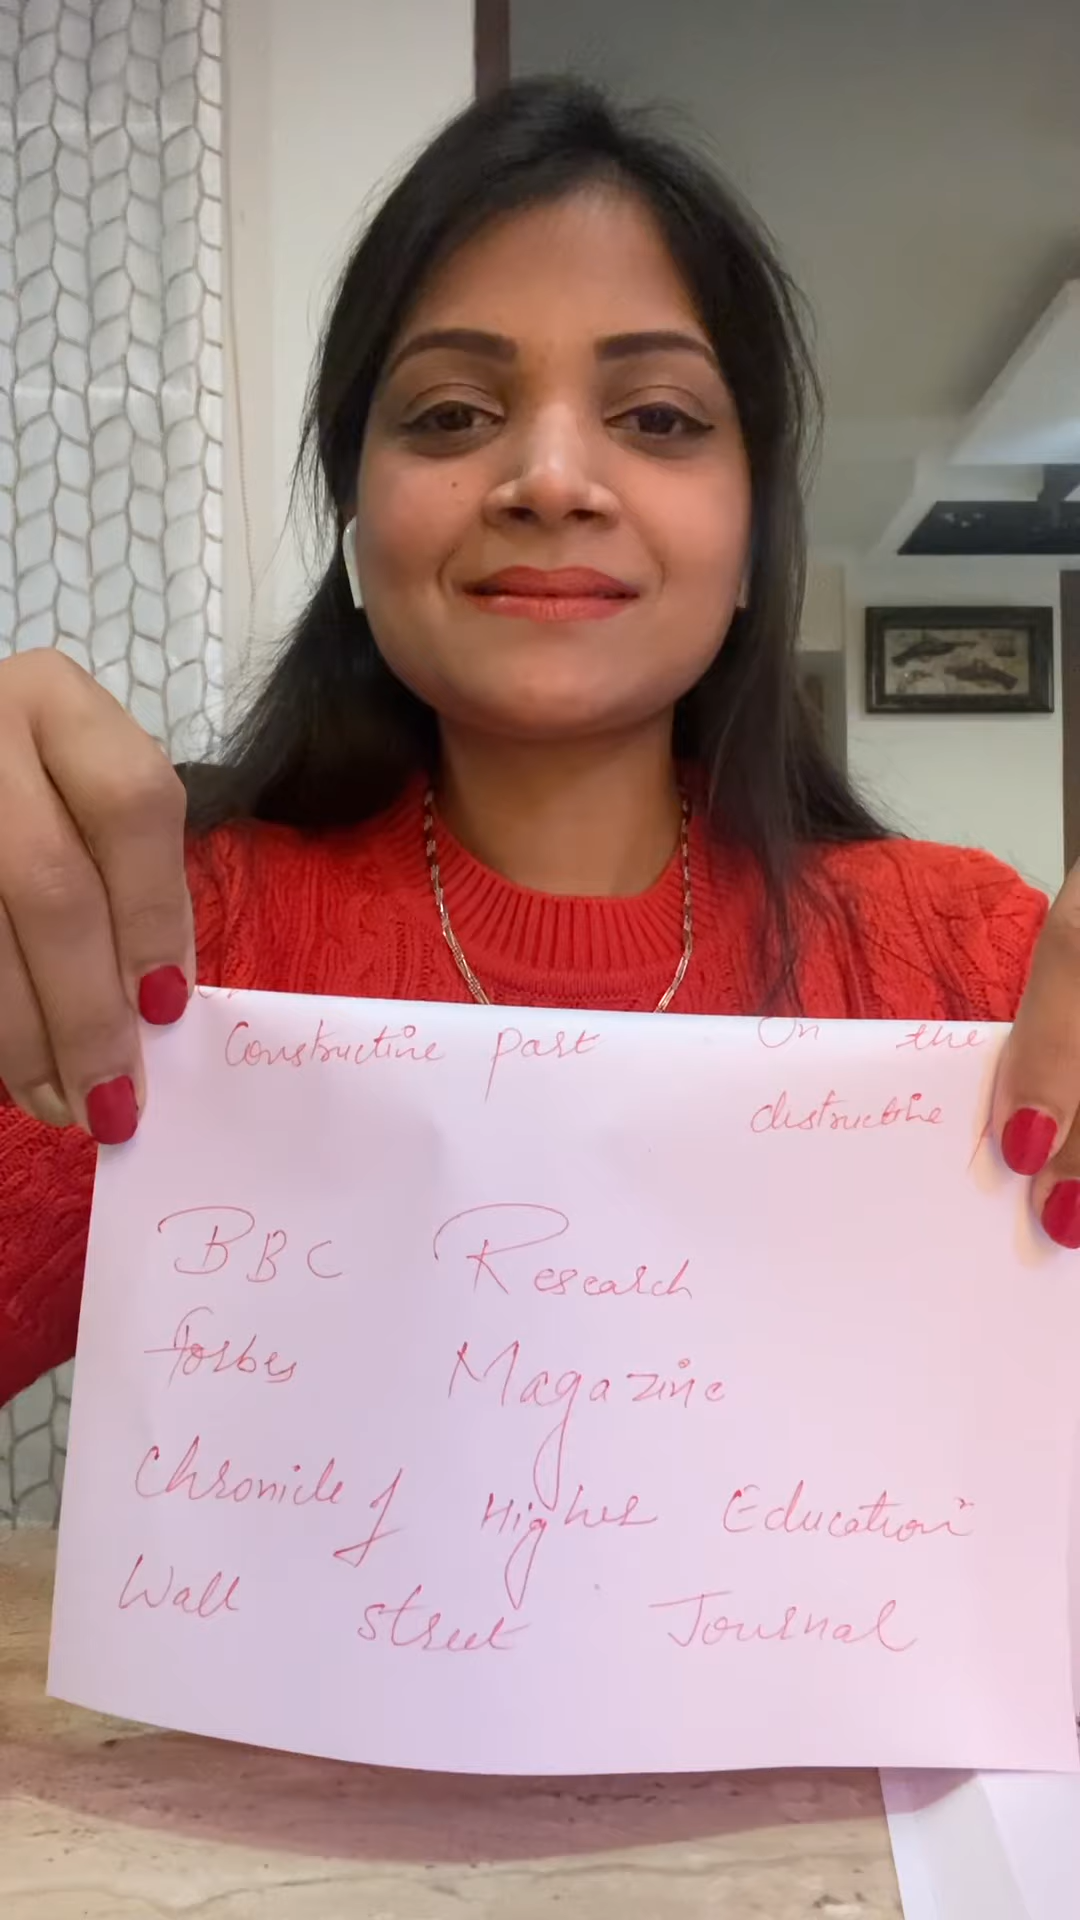 Constructive part
On the
distructive
BBC Research
Forbes Magazine
Chronicle of Higher Education
Wall street Journal